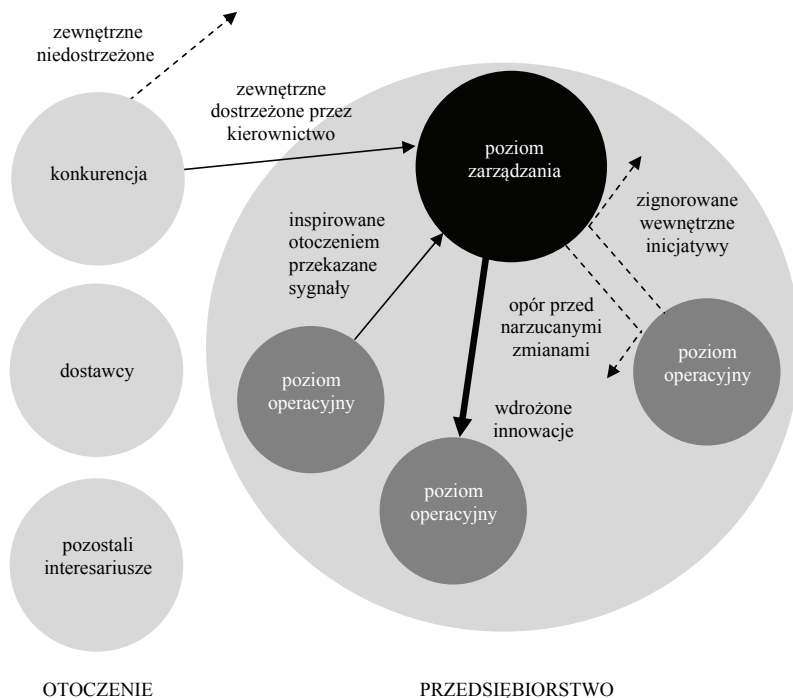 zewnętrzne
niedostrzeżone
zewnętrzne
dostrzeżone przez
kierownictwo
konkurencja
poziom
zarządzania
zignorowane
wewnętrzne
inicjatywy
inspirowane
otoczeniem
przekazane
sygnały
opór przed
narzucanymi
zmianami
dostawcy
poziom
operacyjny
poziom
operacyjny
wdrożone
innowacje
poziom
operacyjny
pozostali
interesariusze
OTOCZENIE
PRZEDSIĘBIORSTWO